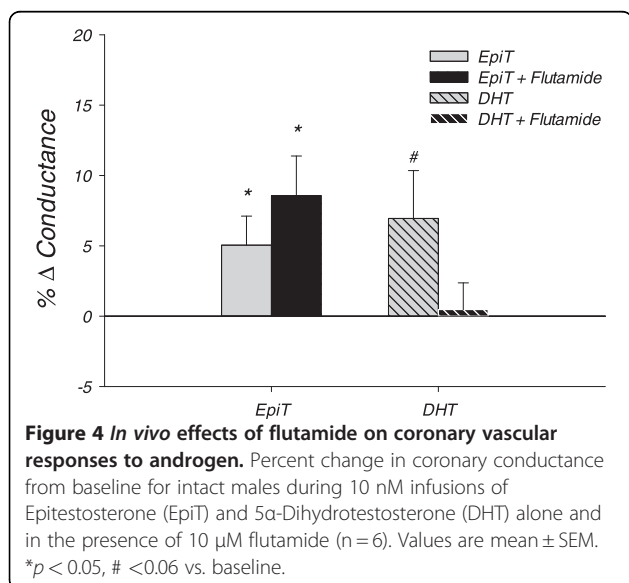 20
15
10
5
0
-5
% Δ Conductance
EpiT
EpiT + Flutamide
DHT
DHT + Flutamide
*
*
#
EpiT
DHT
Figure 4 In vivo effects of flutamide on coronary vascular
responses to androgen. Percent change in coronary conductance
from baseline for intact males during 10 nM infusions of
Epitestosterone (EpiT) and 5α-Dihydrotestosterone (DHT) alone and
in the presence of 10 μM flutamide (n = 6). Values are mean ± SEM.
*p < 0.05, # <0.06 vs. baseline.